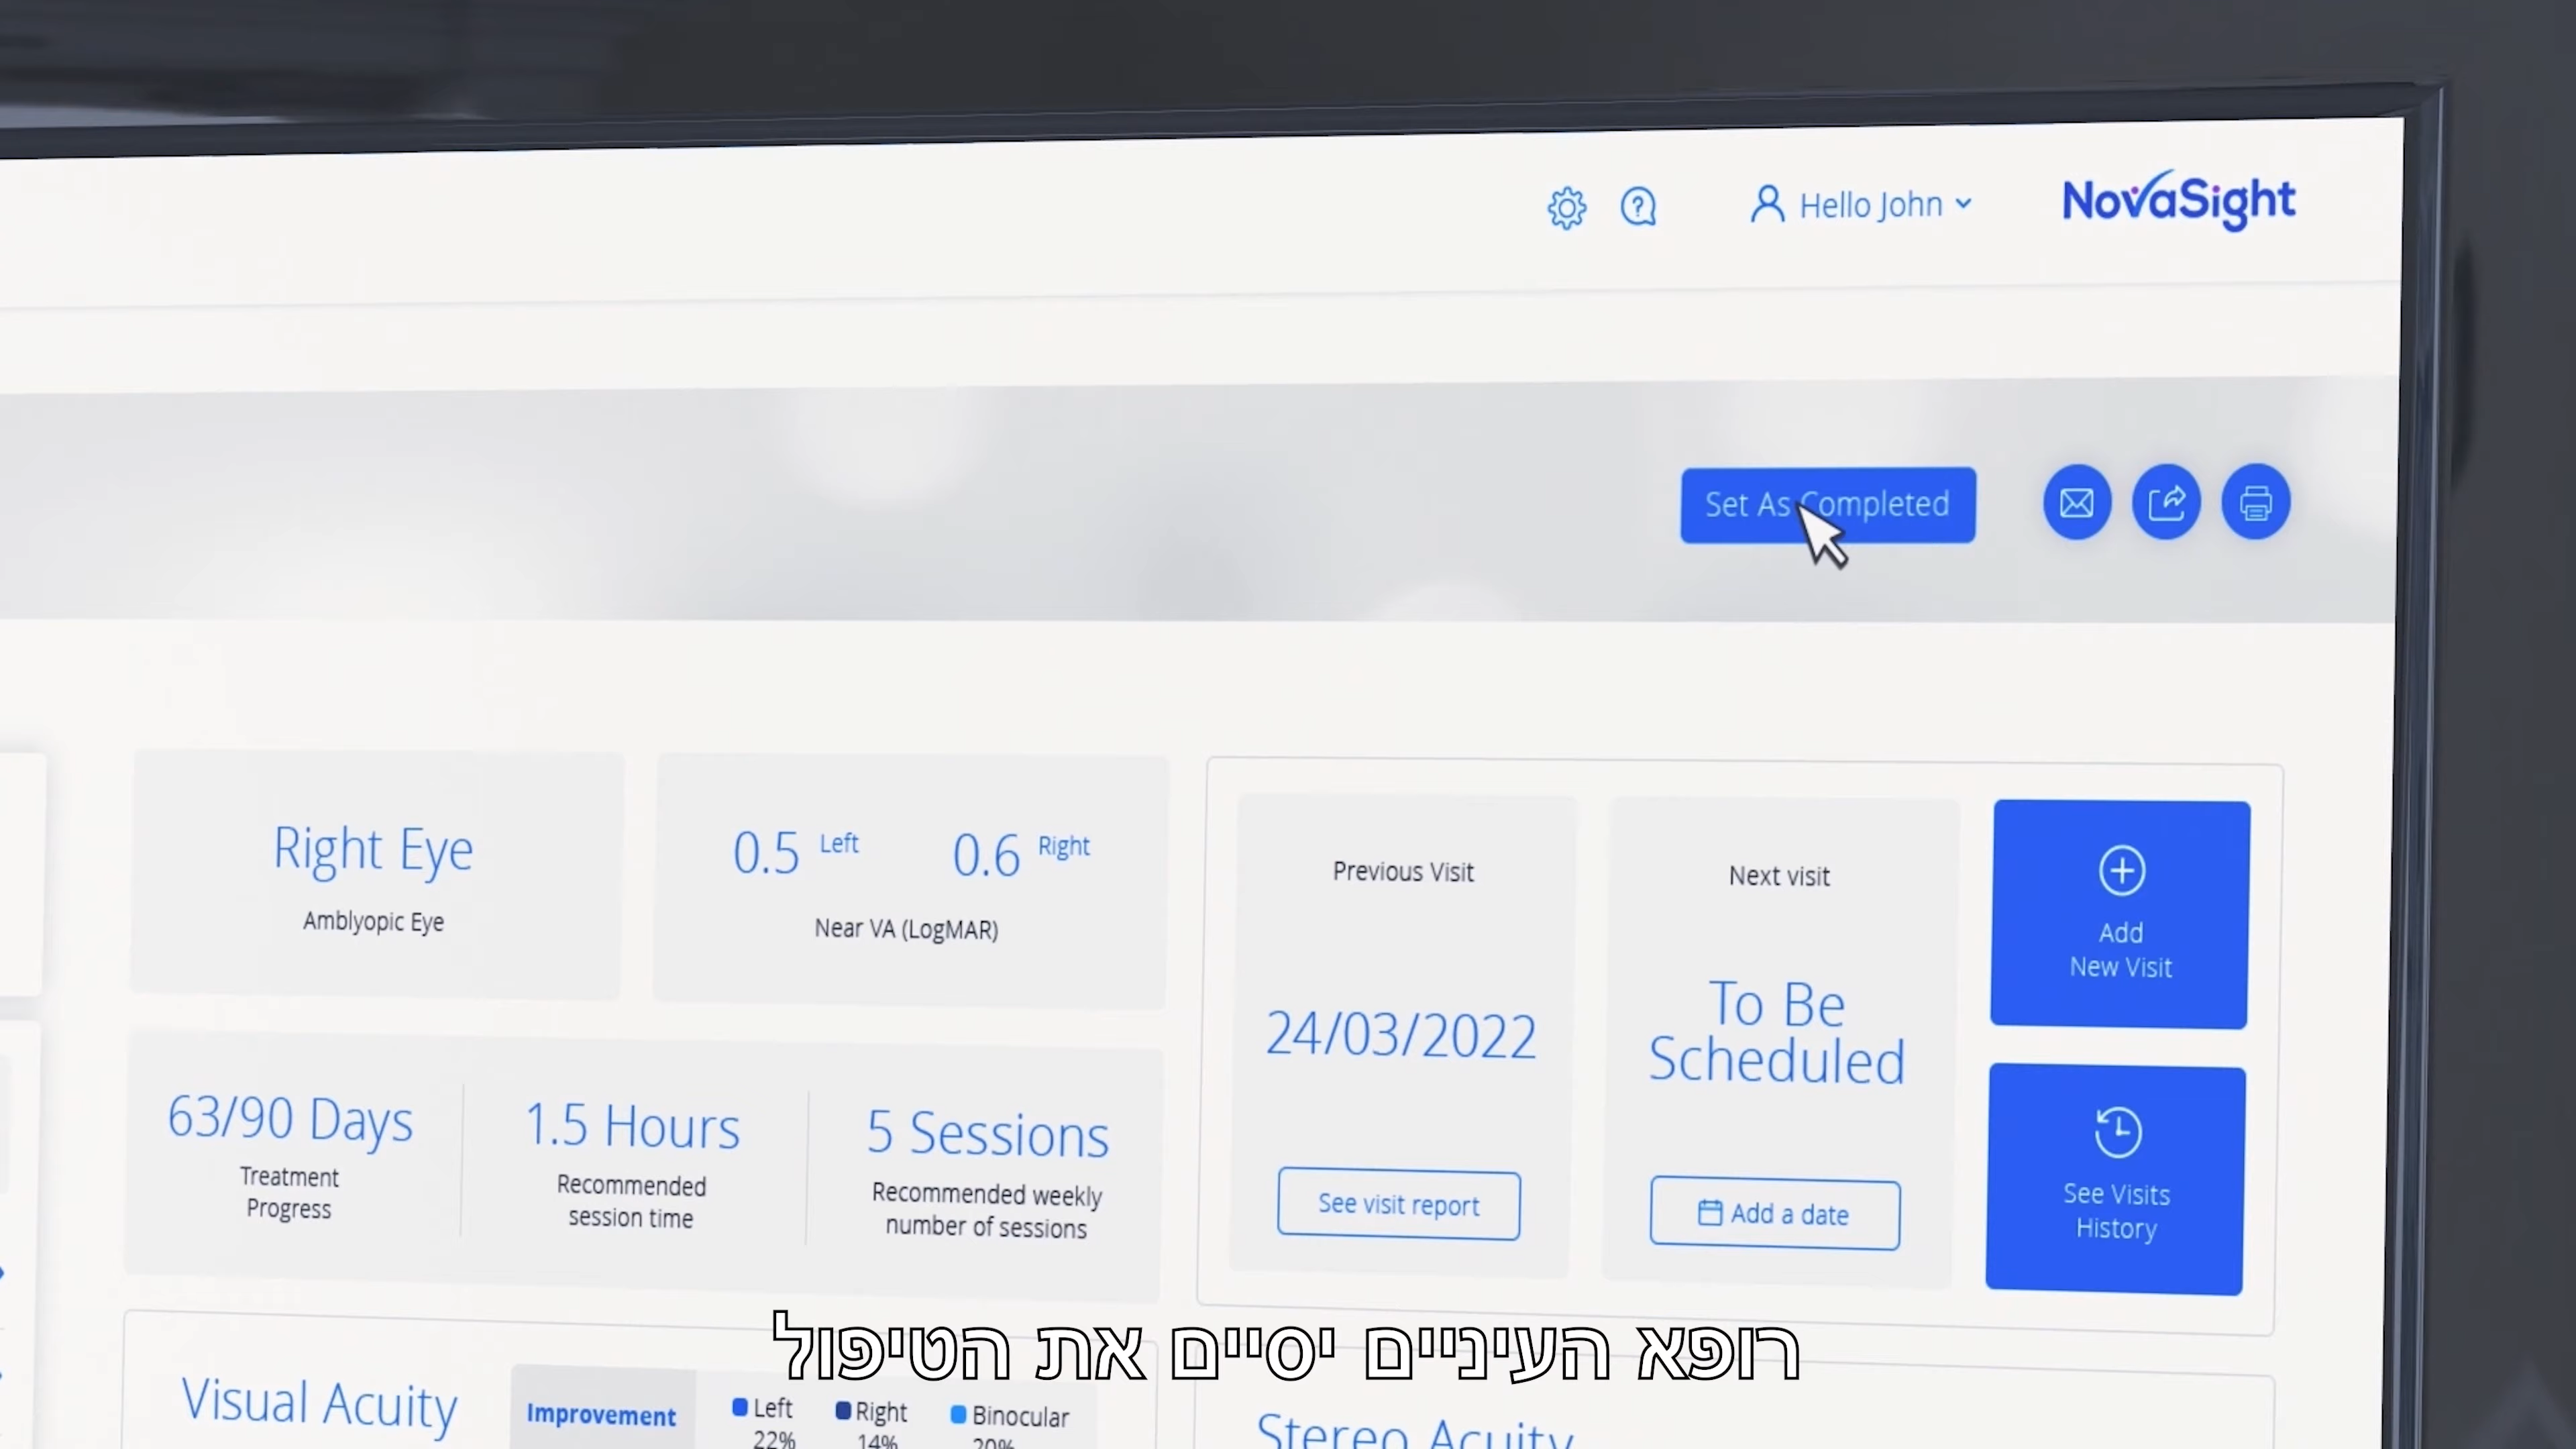 Hello John
NovaSight
Set As Completed
Right Eye
Amblyopic Eye
0.5 Left 0.6 Right
Near VA (LogMAR)
63/90 Days
Treatment
Progress
1.5 Hours
Recommended
session time
5 Sessions
Recommended weekly
number of sessions
Previous Visit
24/03/2022
See visit report
Next visit
To Be
Scheduled
Add a date
Add
New Visit
See Visits
History
Visual Acuity
Improvement
Left
22%
Right
14%
Binocular
20%
Stereo Acuity
רופא העיניים יסיים את הטיפול